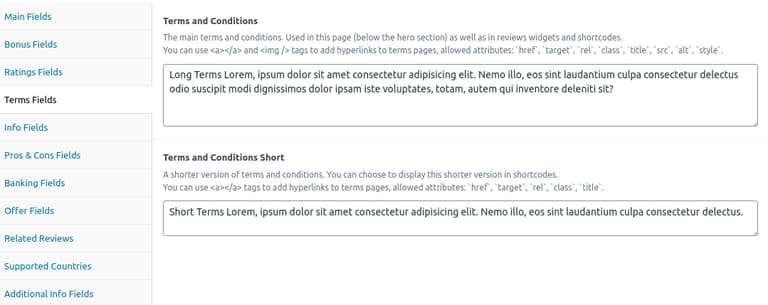 Main Fields
Bonus Fields
Ratings Fields
Terms Fields
Info Fields
Pros & Cons Fields
Banking Fields
Offer Fields
Related Reviews
Supported Countries
Additional Info Fields
Terms and Conditions
The main terms and conditions. Used in this page (below the hero section) as well as in reviews widgets and shortcodes.
You can use <a></a> and <img /> tags to add hyperlinks to terms pages, allowed attributes: `href`, `target`, `rel`, `class`, `title`, `src`, `alt`, `style`.
Long Terms Lorem, ipsum dolor sit amet consectetur adipisicing elit. Nemo illo, eos sint laudantium culpa consectetur delectus
odio suscipit modi dignissimos dolor ipsam iste voluptates, totam, autem qui inventore deleniti sit?
Terms and Conditions Short
A shorter version of terms and conditions. You can choose to display this shorter version in shortcodes.
You can use <a></a> tags to add hyperlinks to terms pages, allowed attributes: `href`, `target`, `rel`, `class`, `title`.
Short Terms Lorem, ipsum dolor sit amet consectetur adipisicing elit. Nemo illo, eos sint laudantium culpa consectetur delectus.